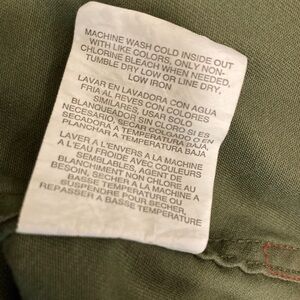 MACHINE WASH COLD INSIDE OUT
WITH LIKE COLORS, ONLY NON-
CHLORINE BLEACH WHEN NEEDED,
TUMBLE DRY LOW OR LINE DRY,
LOW IRON
LAVAR EN LAVADORA CON AGUA
FRIA AL REVES CON COLORES
SIMILARES, USAR SOLO
BLANQUEADOR SIN CLORO SI ES
NECESARIO, SECAR COLGADO O EN
SECADORA A TEMPERATURA BAJA,
PLANCHAR A TEMPERATURA BAJA
LAVER A L'ENVERS A LA MACHINE
A L'EAU FROIDE AVEC COULEURS
SEMBLABLES, AGENT DE
BLANCHIMENT NON CHLORE AU
BESOIN, SECHER A LA MACHINE A
BASSE TEMPERATURE OU
SUSPENDRE POUR SECHER,
REPASSER A BASSE TEMPERATURE